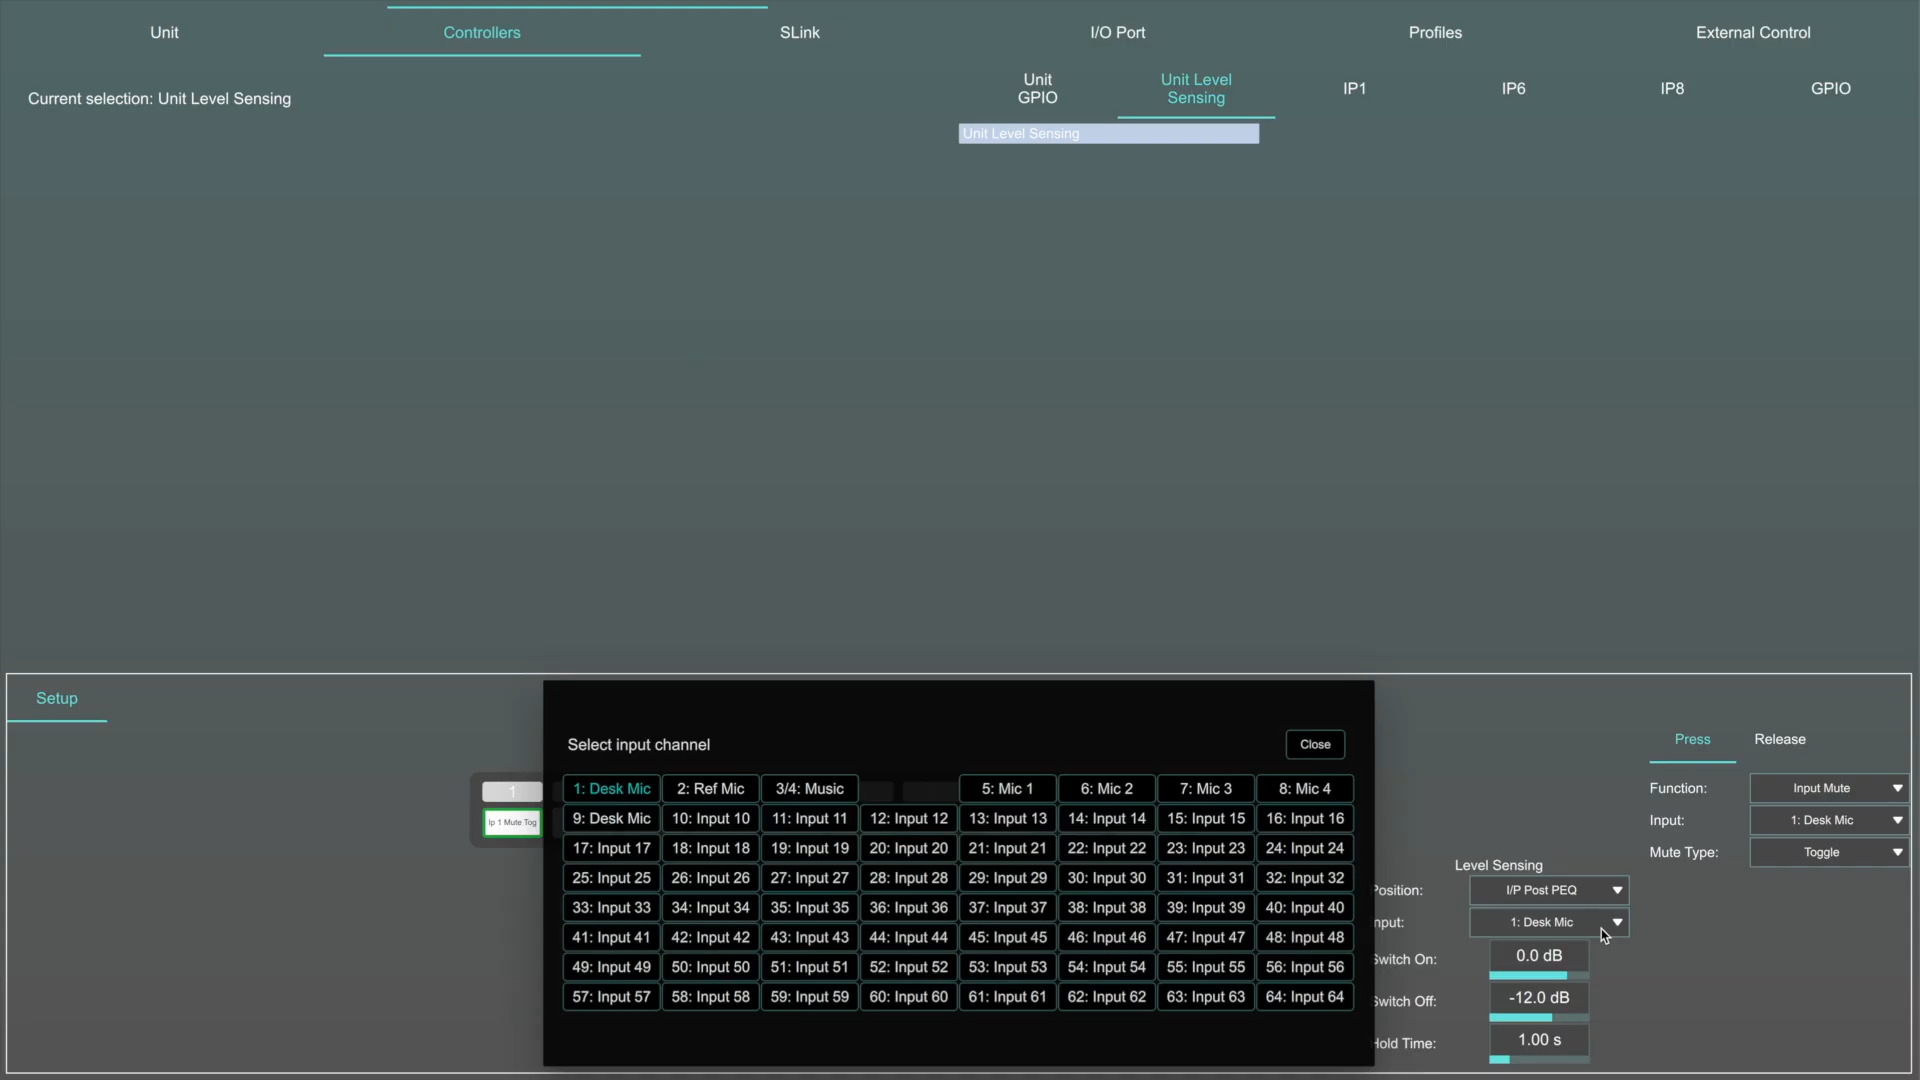 Unit
Controllers
SLink
I/O Port
Profiles
External Control
Current selection: Unit Level Sensing
Unit
GPIO
Unit Level
Sensing
IP1
IP6
IP8
GPIO
Unit Level Sensing
Setup
1
Ip 1 Mute Tog
Select input channel
Close
1: Desk Mic
2: Ref Mic
3/4: Music
5: Mic 1
6: Mic 2
7: Mic 3
8: Mic 4
9: Desk Mic
10: Input 10
11: Input 11
12: Input 12
13: Input 13
14: Input 14
15: Input 15
16: Input 16
17: Input 17
18: Input 18
19: Input 19
20: Input 20
21: Input 21
22: Input 22
23: Input 23
24: Input 24
25: Input 25
26: Input 26
27: Input 27
28: Input 28
29: Input 29
30: Input 30
31: Input 31
32: Input 32
33: Input 33
34: Input 34
35: Input 35
36: Input 36
37: Input 37
38: Input 38
39: Input 39
40: Input 40
41: Input 41
42: Input 42
43: Input 43
44: Input 44
45: Input 45
46: Input 46
47: Input 47
48: Input 48
49: Input 49
50: Input 50
51: Input 51
52: Input 52
53: Input 53
54: Input 54
55: Input 55
56: Input 56
57: Input 57
58: Input 58
59: Input 59
60: Input 60
61: Input 61
62: Input 62
63: Input 63
64: Input 64
Level Sensing
Position: I/P Post PEQ
nput: 1: Desk Mic
Switch On: 0.0 dB
Switch Off: -12.0 dB
Hold Time: 1.00 s
Press
Release
Function: Input Mute
Input: 1: Desk Mic
Mute Type: Toggle